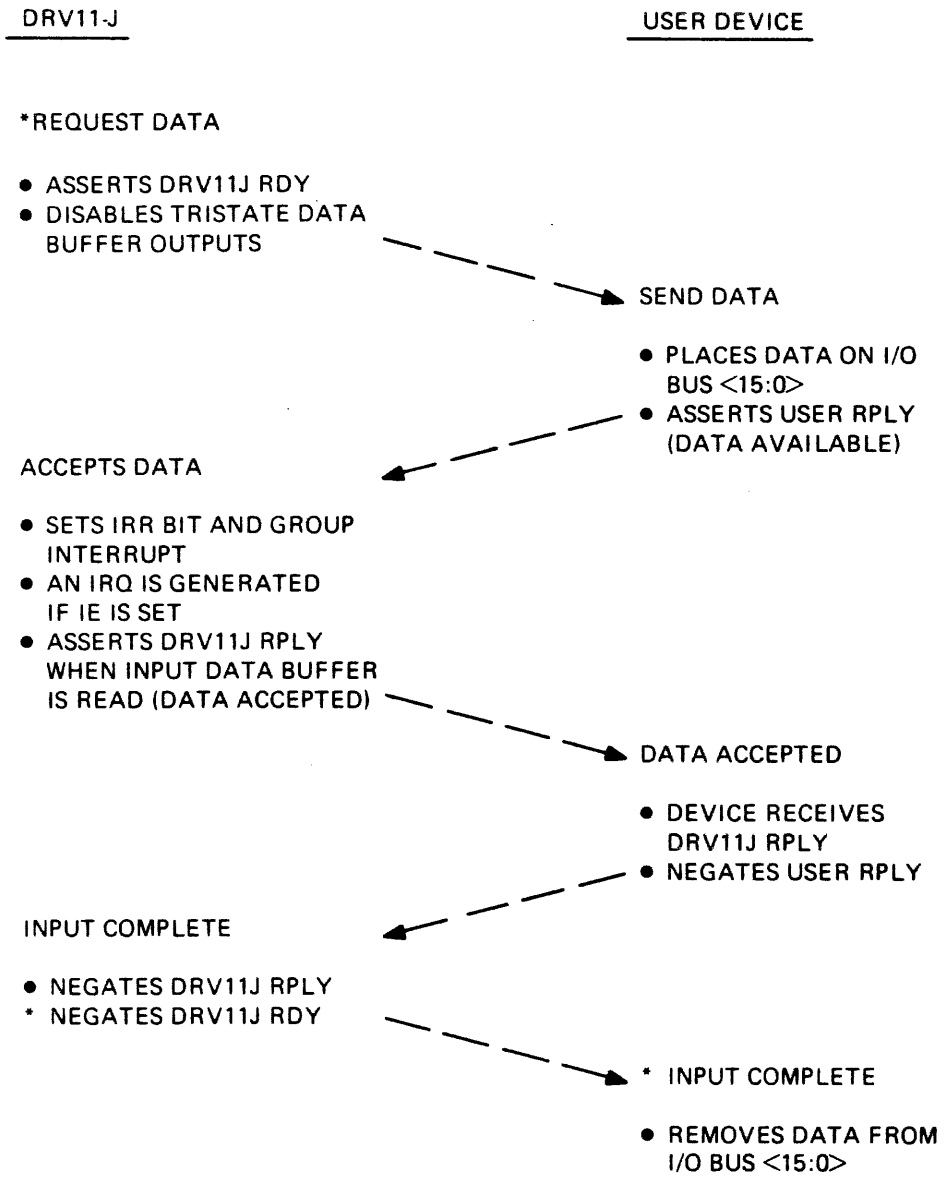 DRV11-J
USER DEVICE
*REQUEST DATA
● ASSERTS DRV11J RDY
● DISABLES TRISTATE DATA
BUFFER OUTPUTS
SEND DATA
● PLACES DATA ON I/O
BUS <15:0>
● ASSERTS USER RPLY
(DATA AVAILABLE)
ACCEPTS DATA
● SETS IRR BIT AND GROUP
INTERRUPT
● AN IRQ IS GENERATED
IF IE IS SET
● ASSERTS DRV11J RPLY
WHEN INPUT DATA BUFFER
IS READ (DATA ACCEPTED)
DATA ACCEPTED
● DEVICE RECEIVES
DRV11J RPLY
● NEGATES USER RPLY
INPUT COMPLETE
● NEGATES DRV11J RPLY
* NEGATES DRV11J RDY
* INPUT COMPLETE
● REMOVES DATA FROM
I/O BUS <15:0>